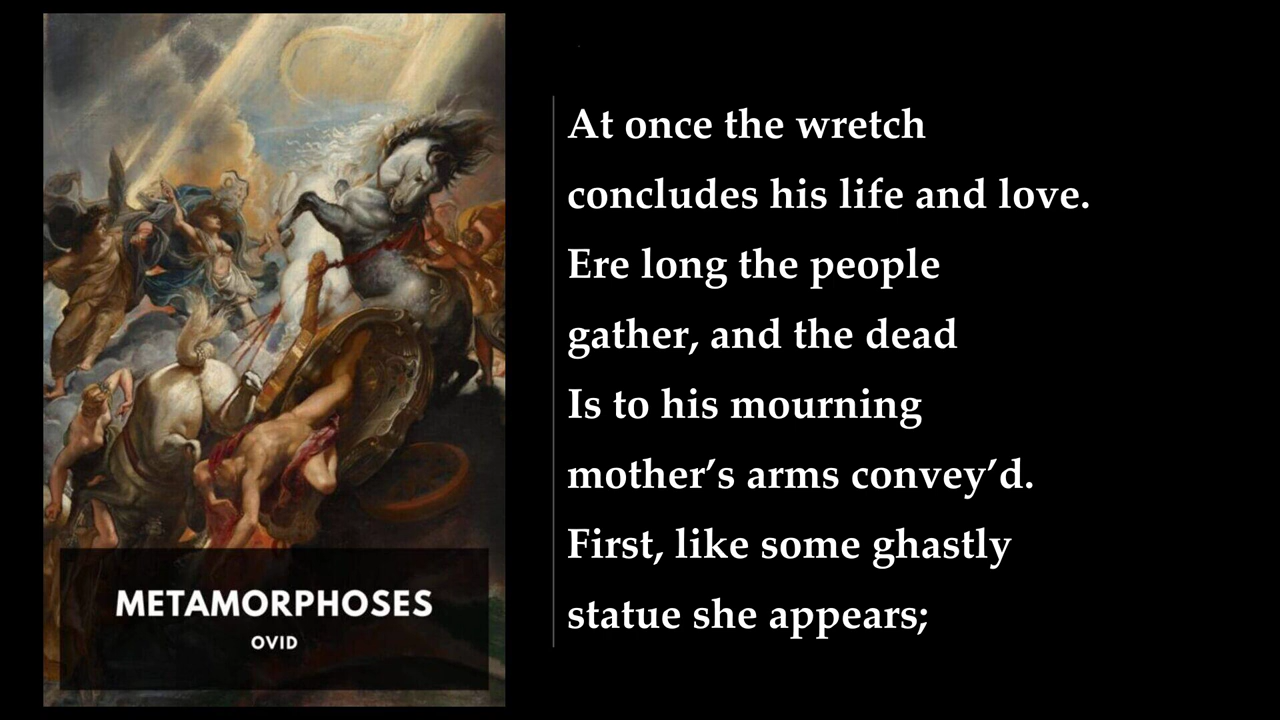 METAMORPHOSES
OVID
At once the wretch
concludes his life and love.
Ere long the people
gather, and the dead
Is to his mourning
mother’s arms convey’d.
First, like some ghastly
statue she appears;